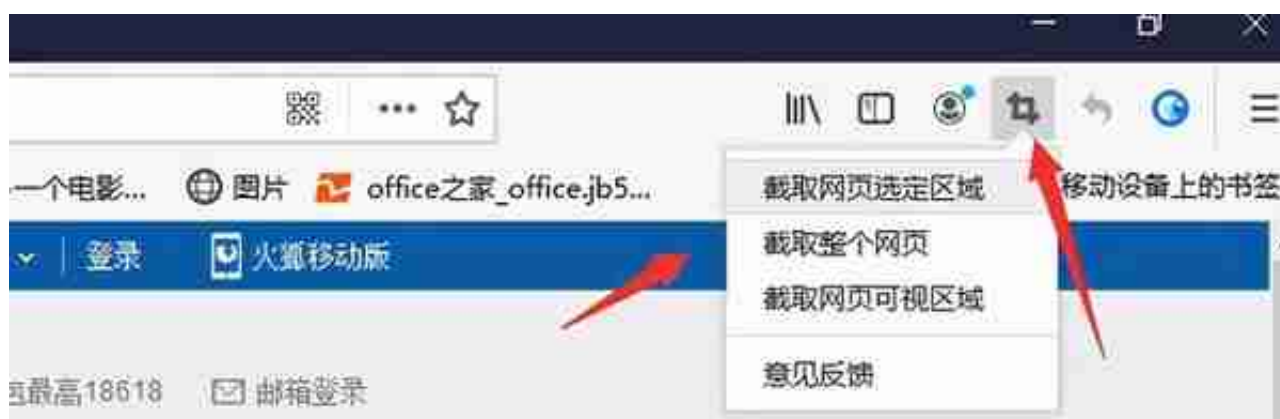 一个电影...
图片
office之家_office.jb5...
移动设备上的书签
截取网页选定区域
登录
火狐移动版
截取整个网页
截取网页可视区域
最高18618
邮箱登录
意见反馈